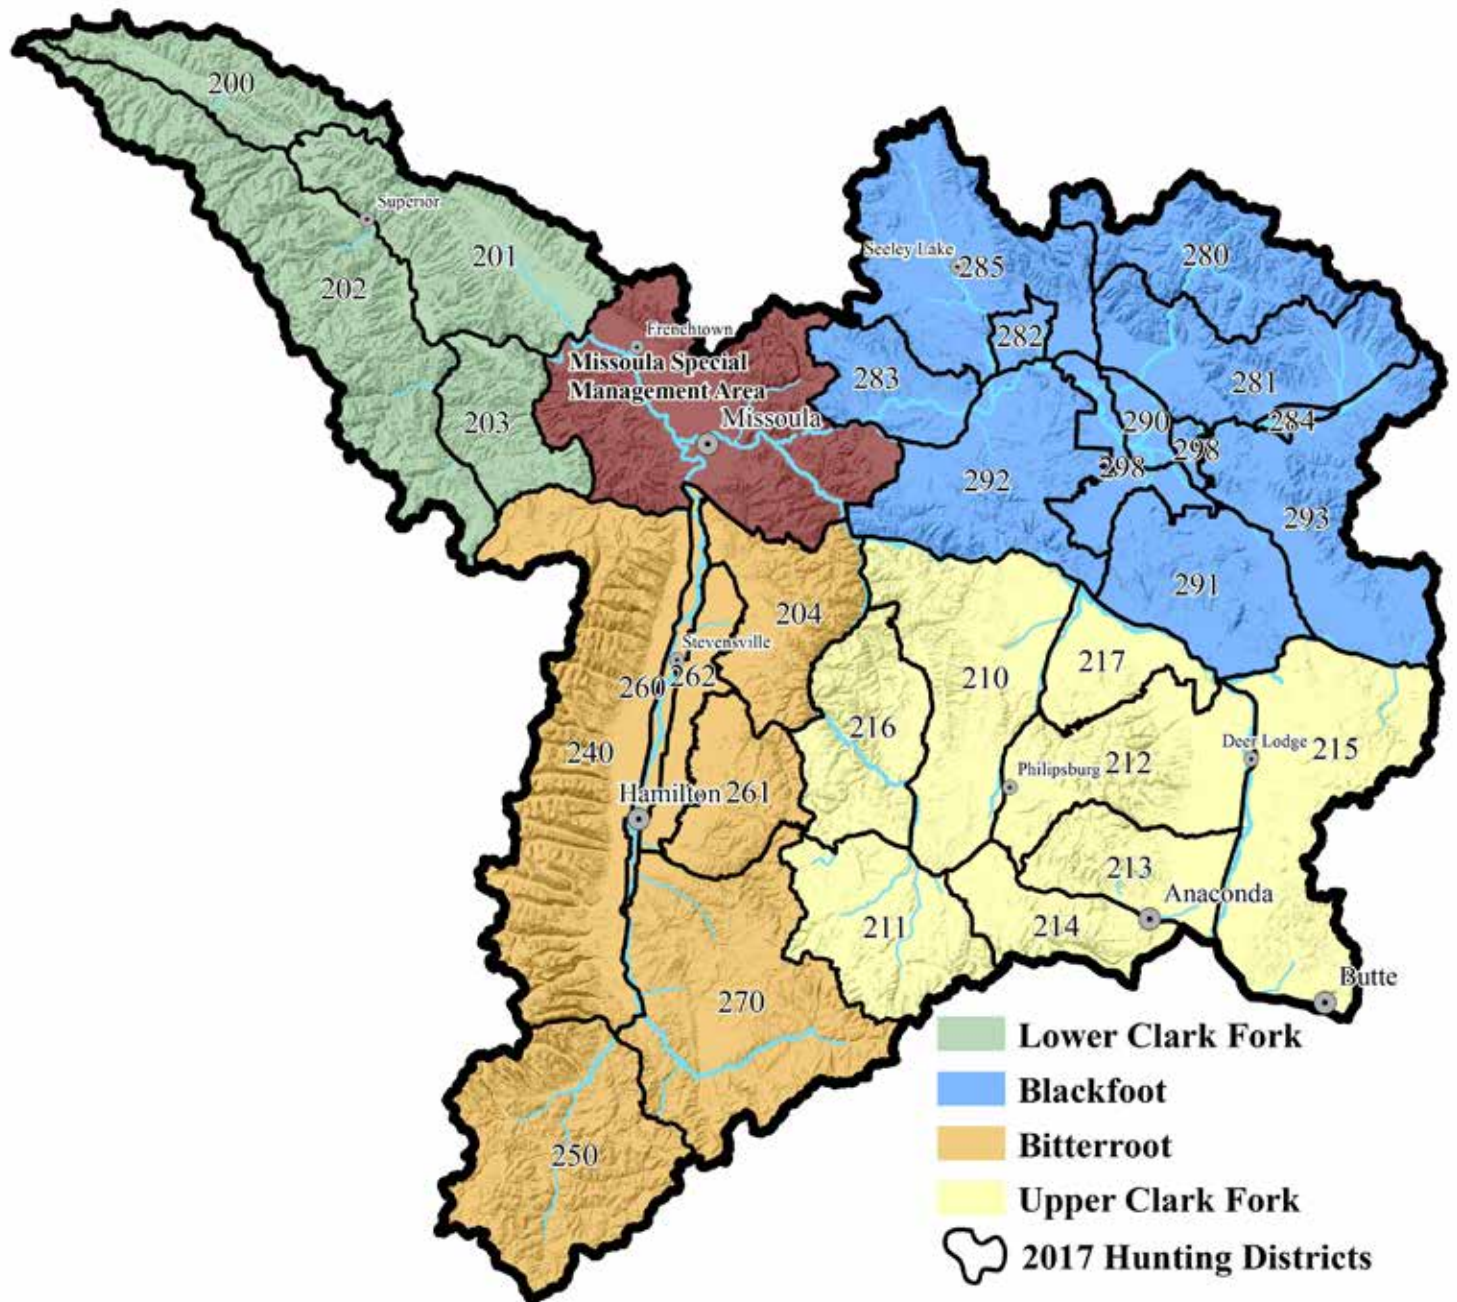 200
Superior
201
202
203
Frenchtown
Missoula Special
Management Area
Missoula
Seeley Lake
285
280
282
283
281
290
284
298
298
292
293
291
204
Stevensville
262
260
240
Hamilton
261
270
250
210
217
216
Philipsburg
212
Deer Lodge
215
213
Anaconda
211
214
Butte
Lower Clark Fork
Blackfoot
Bitterroot
Upper Clark Fork
2017 Hunting Districts